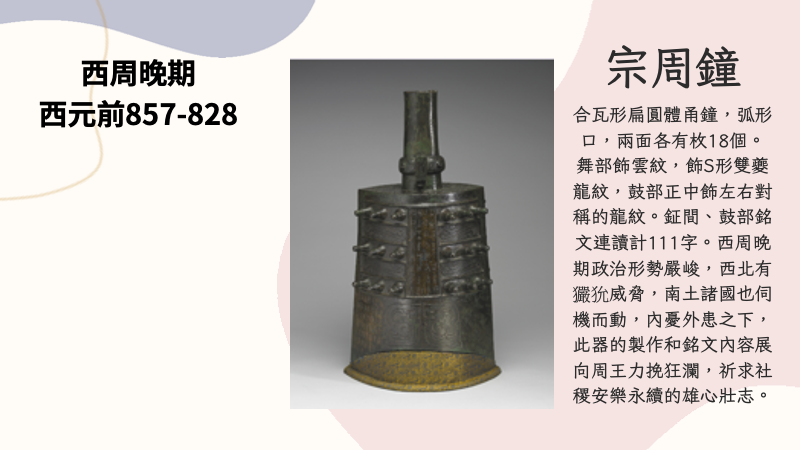 西周晚期
西元前857-828
宗周鐘
合瓦形扁圓體甬鐘，弧形
口，兩面各有枚18個。
舞部飾雲紋，飾S形雙夔
龍紋，鼓部正中飾左右對
稱的龍紋。鉦間、鼓部銘
文連讀計111字。西周晚
期政治形勢嚴峻，西北有
玁狁威脅，南土諸國也伺
機而動，內憂外患之下，
此器的製作和銘文內容展
向周王力挽狂瀾，祈求社
稷安樂永續的雄心壯志。